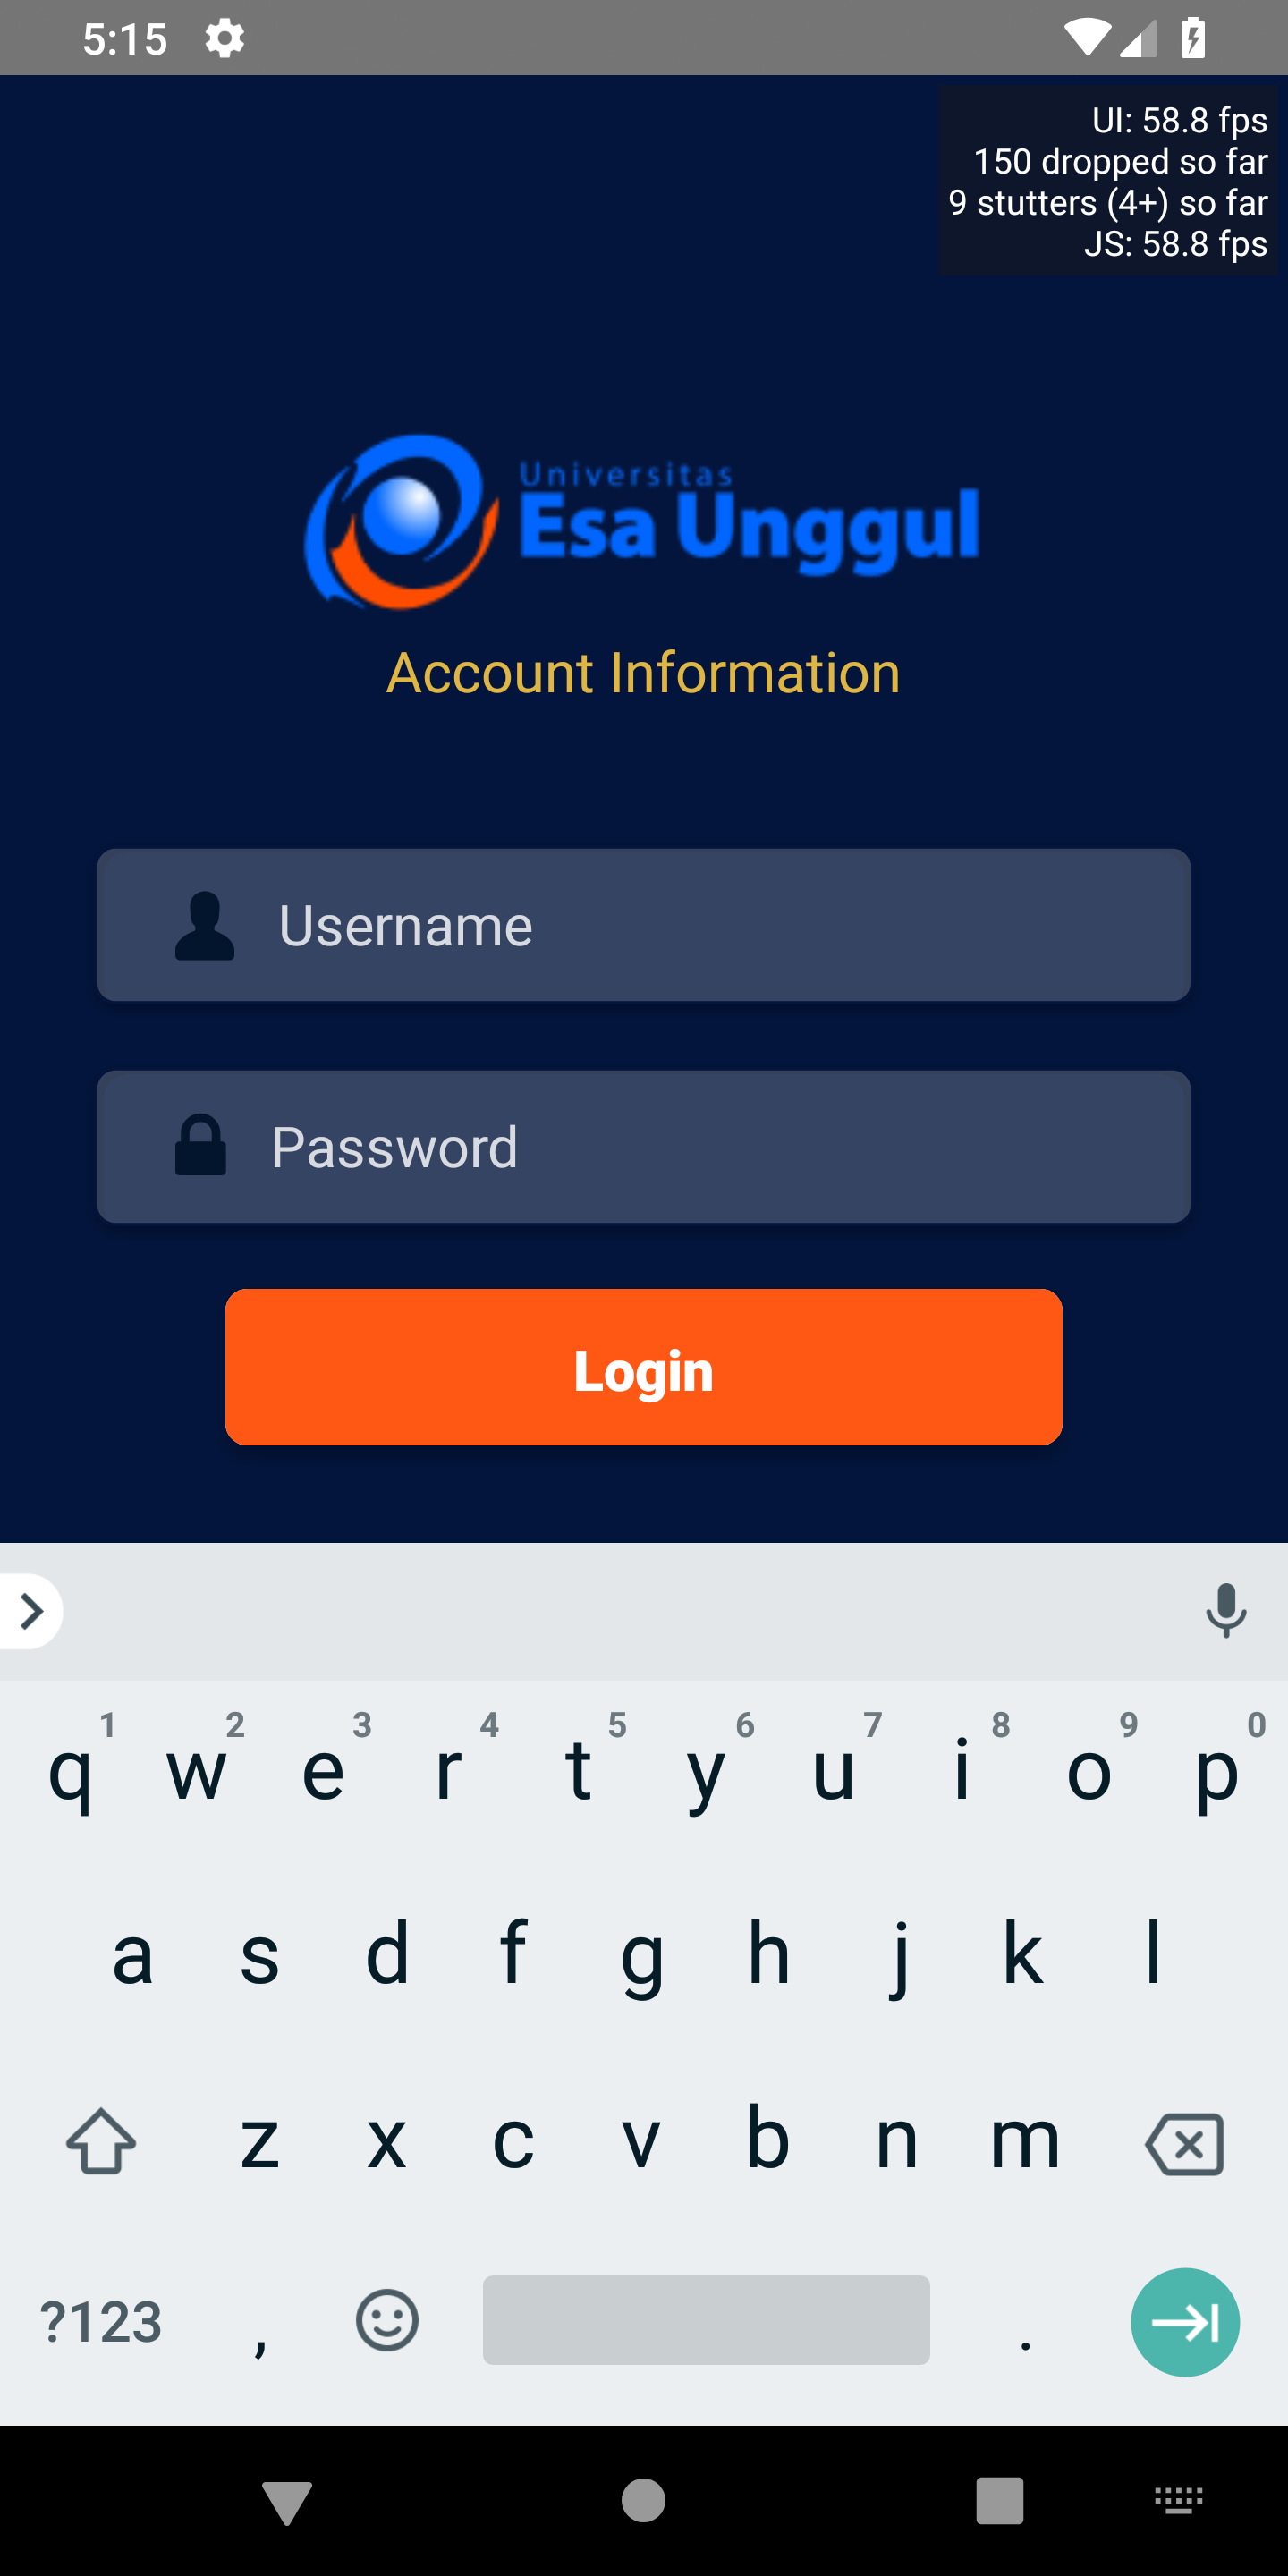 5:15
UI: 58.8 fps
150 dropped so far
9 stutters (4+) so far
JS: 58.8 fps
Universitas
Esa Unggul
Account Information
Username
Password
Login
1 2 3 4 5 6 7 8 9 0
q w e r t y u i o p
a s d f g h j k l
z x c v b n m
?123 , .